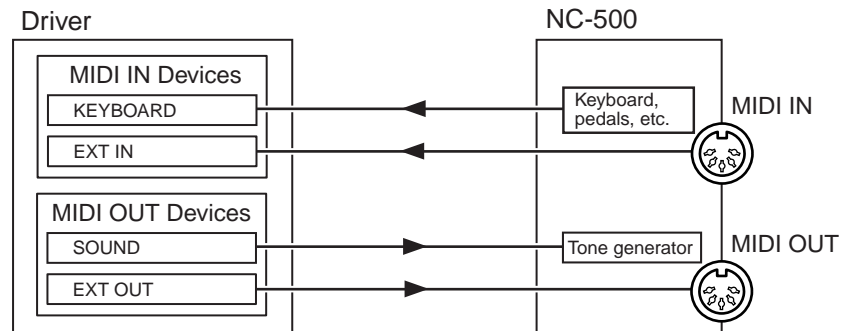 Driver
NC-500
MIDI IN Devices
KEYBOARD
Keyboard,
pedals, etc.
MIDI IN
EXT IN
MIDI OUT Devices
SOUND
Tone generator
MIDI OUT
EXT OUT